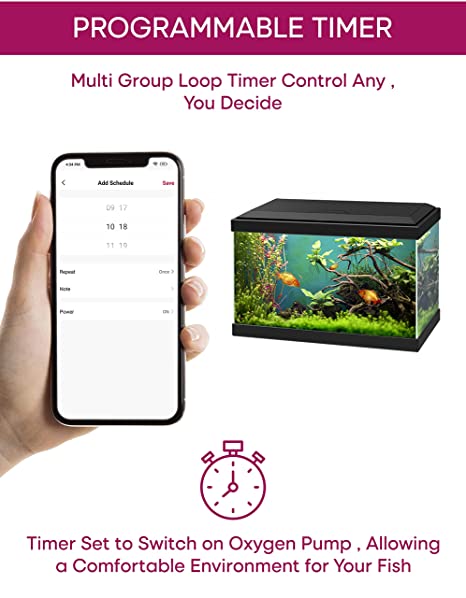 PROGRAMMABLE TIMER
Multi Group Loop Timer Control Any ,
You Decide
4:04 PM
Add Schedule
Save
09 17
10 18
11 19
Repeat
Once
Note
Power
ON
Timer Set to Switch on Oxygen Pump , Allowing
a Comfortable Environment for Your Fish